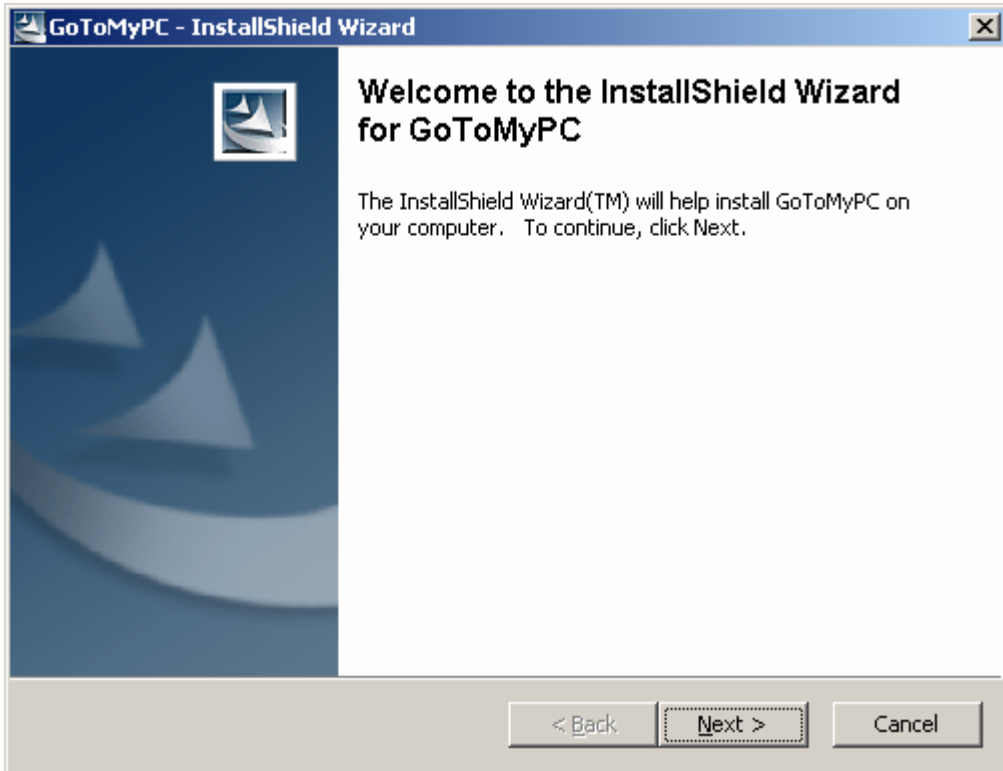 GoToMyPC - InstallShield Wizard
Welcome to the InstallShield Wizard
for GoToMyPC
The InstallShield Wizard(TM) will help install GoToMyPC on
your computer.   To continue, click Next.
< Back
Next >
Cancel